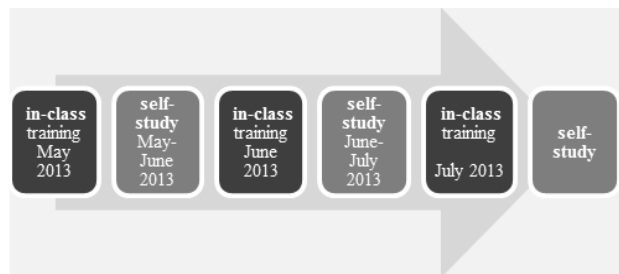 in-class
training
May
2013
self-
study
May-
June
2013
in-class
training
June
2013
self-
study
June-
July
2013
in-class
training
July 2013
self-
study